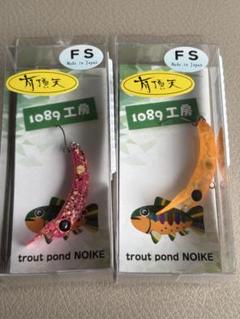 FS
Made in Japan
有頂天
1089工房
trout pond NOIKE
FS
Made in Japan
有頂天
1089工房
trout pond NOIKE